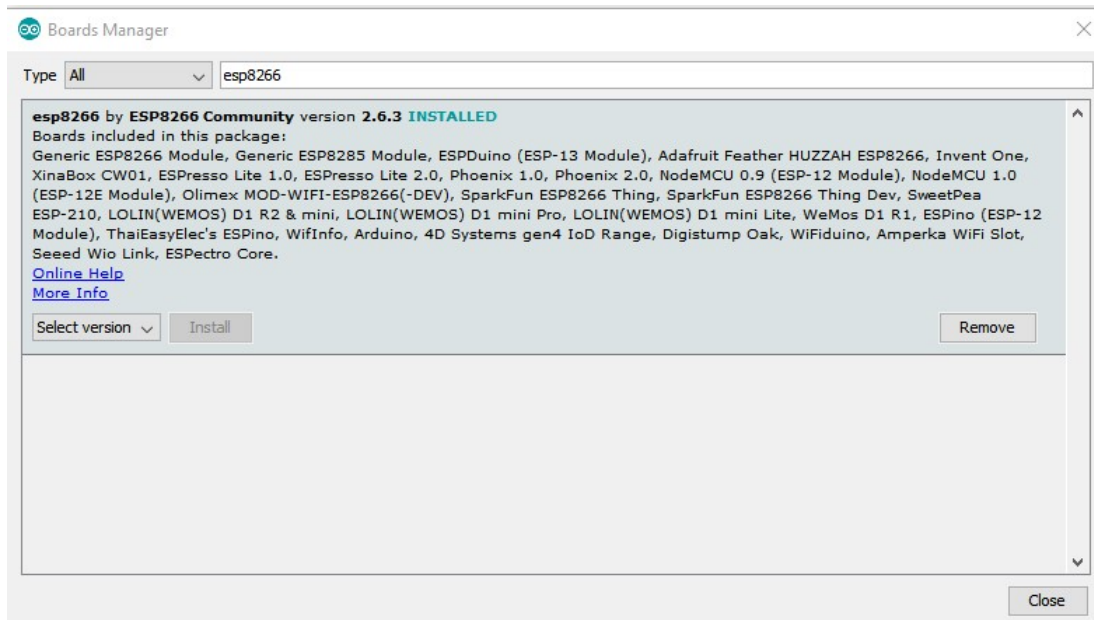 Boards Manager
Type All esp8266
esp8266 by ESP8266 Community version 2.6.3 INSTALLED
Boards included in this package:
Generic ESP8266 Module, Generic ESP8285 Module, ESPDuino (ESP-13 Module), Adafruit Feather HUZZAH ESP8266, Invent One,
XinaBox CW01, ESPresso Lite 1.0, ESPresso Lite 2.0, Phoenix 1.0, Phoenix 2.0, NodeMCU 0.9 (ESP-12 Module), NodeMCU 1.0
(ESP-12E Module), Olimex MOD-WIFI-ESP8266(-DEV), SparkFun ESP8266 Thing, SparkFun ESP8266 Thing Dev, SweetPea
ESP-210, LOLIN(WEMOS) D1 R2 & mini, LOLIN(WEMOS) D1 mini Pro, LOLIN(WEMOS) D1 mini Lite, WeMos D1 R1, ESPino (ESP-12
Module), ThaiEasyElec's ESPino, WifInfo, Arduino, 4D Systems gen4 IoD Range, Digistump Oak, WiFiduino, Amperka WiFi Slot,
Seeed Wio Link, ESPectro Core.
Online Help
More Info
Select version Install Remove
Close